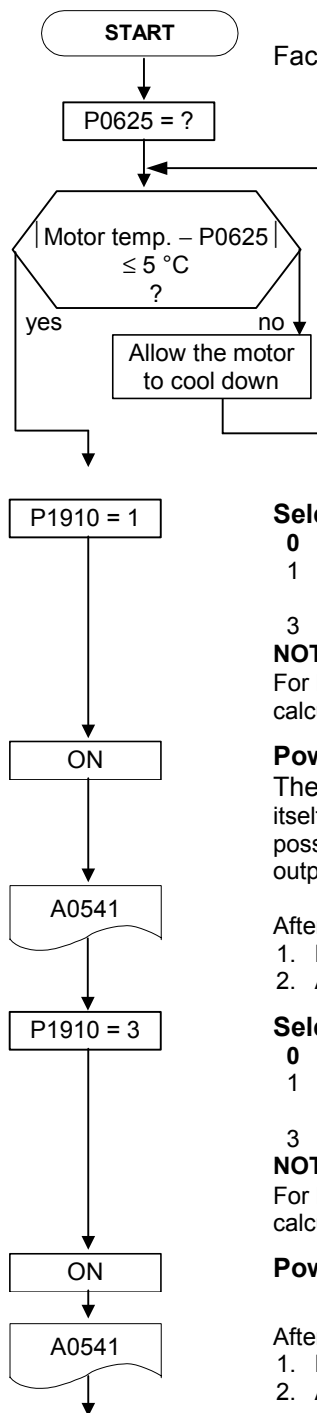 START
Fac
P0625 = ?
|Motor temp. – P0625|
≤ 5 °C
?
yes
no
Allow the motor
to cool down
P1910 = 1
Sele
0
1
3
NOT
For
calc
ON
Pow
The
itself
poss
outp
A0541
Afte
1.
2.
P1910 = 3
Sele
0
1
3
NOT
For
calc
ON
Pow
A0541
Afte
1.
2.